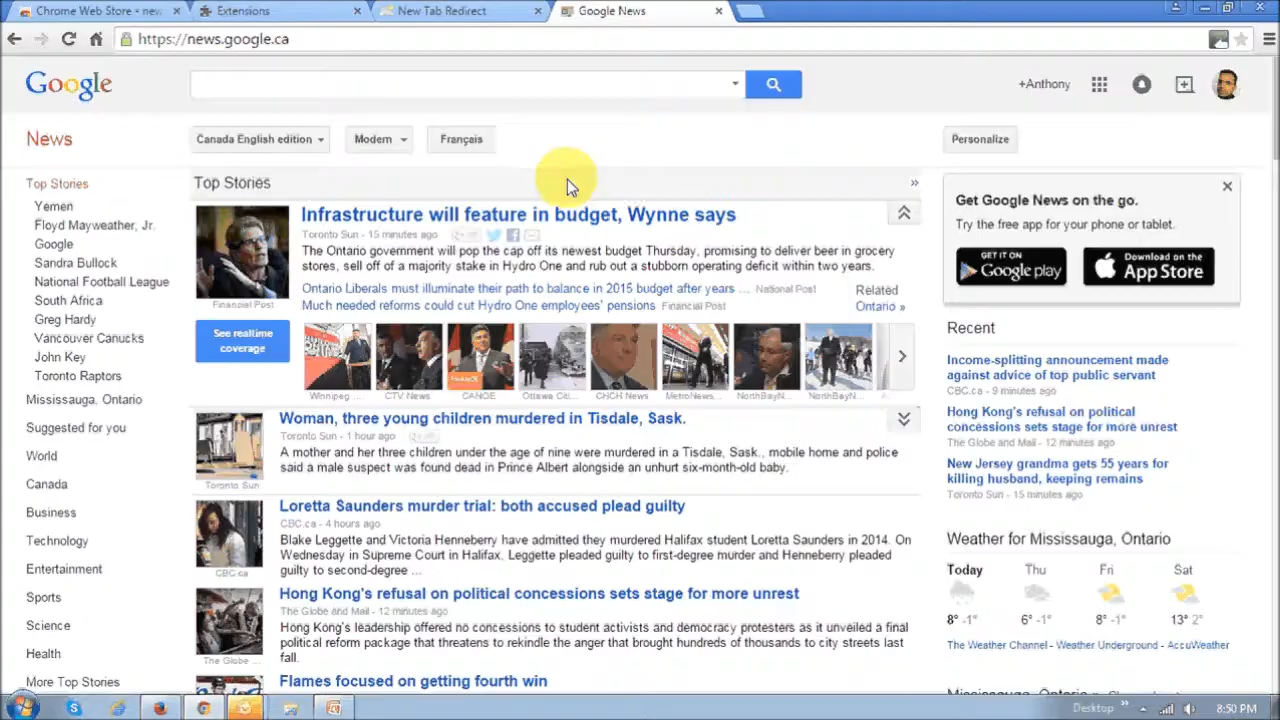 Chrome Web Store - new
Extensions
New Tab Redirect
Google News
https://news.google.ca
Google
+Anthony
News
Canada English edition
Modern
Français
Personalize
Top Stories
Yemen
Floyd Mayweather, Jr.
Google
Sandra Bullock
National Football League
South Africa
Greg Hardy
Vancouver Canucks
John Key
Toronto Raptors
Mississauga, Ontario
Suggested for you
World
Canada
Business
Technology
Entertainment
Sports
Science
Health
More Top Stories
Top Stories
»
Infrastructure will feature in budget, Wynne says
Toronto Sun - 15 minutes ago
The Ontario government will pop the cap off its newest budget Thursday, promising to deliver beer in grocery
stores, sell off of a majority stake in Hydro One and rub out a stubborn operating deficit within two years.
Financial Post
Ontario Liberals must illuminate their path to balance in 2015 budget after years ... National Post
Much needed reforms could cut Hydro One employees' pensions Financial Post
Related
Ontario »
See realtime
coverage
Winnipeg...
CTV News
CANOE
Ottawa Citi...
CHCH News
MetroNews...
NorthBayN...
NorthBayN...
Woman, three young children murdered in Tisdale, Sask.
Toronto Sun - 1 hour ago
A mother and her three children under the age of nine were murdered in a Tisdale, Sask., mobile home and police
said a male suspect was found dead in Prince Albert alongside an unhurt six-month-old baby.
Toronto Sun
Loretta Saunders murder trial: both accused plead guilty
CBC.ca - 4 hours ago
Blake Leggette and Victoria Henneberry have admitted they murdered Halifax student Loretta Saunders in 2014. On
Wednesday in Supreme Court in Halifax, Leggette pleaded guilty to first-degree murder and Henneberry pleaded
guilty to second-degree ...
CBC.ca
Hong Kong's refusal on political concessions sets stage for more unrest
The Globe and Mail - 12 minutes ago
Hong Kong's leadership offered no concessions to student activists and democracy protesters as it unveiled a final
political reform package that threatens to rekindle the anger that brought hundreds of thousands to city streets last
fall.
The Globe ...
Flames focused on getting fourth win
Get Google News on the go.
Try the free app for your phone or tablet.
GET IT ON
Google play
Download on the
App Store
Recent
Income-splitting announcement made
against advice of top public servant
CBC.ca - 9 minutes ago
Hong Kong's refusal on political
concessions sets stage for more unrest
The Globe and Mail - 12 minutes ago
New Jersey grandma gets 55 years for
killing husband, keeping remains
Toronto Sun - 15 minutes ago
Weather for Mississauga, Ontario
Today Thu Fri Sat
8° -1° 6° -1° 8° -1° 13° 2°
The Weather Channel - Weather Underground - AccuWeather
Mississauga, Ontario
Desktop »
8:50 PM